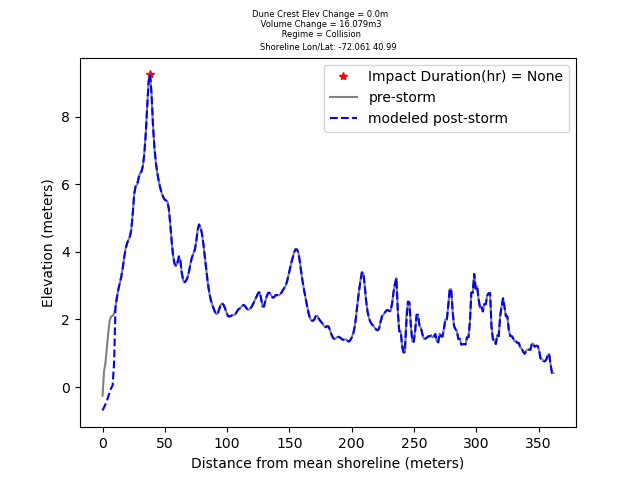 Dune Crest Elev Change = 0.0m
Volume Change = 16.079m3
Regime = Collision
Shoreline Lon/Lat: -72.061 40.99
Impact Duration(hr) = None
pre-storm
modeled post-storm
Elevation (meters)
8
6
4
2
0
0 50 100 150 200 250 300 350
Distance from mean shoreline (meters)